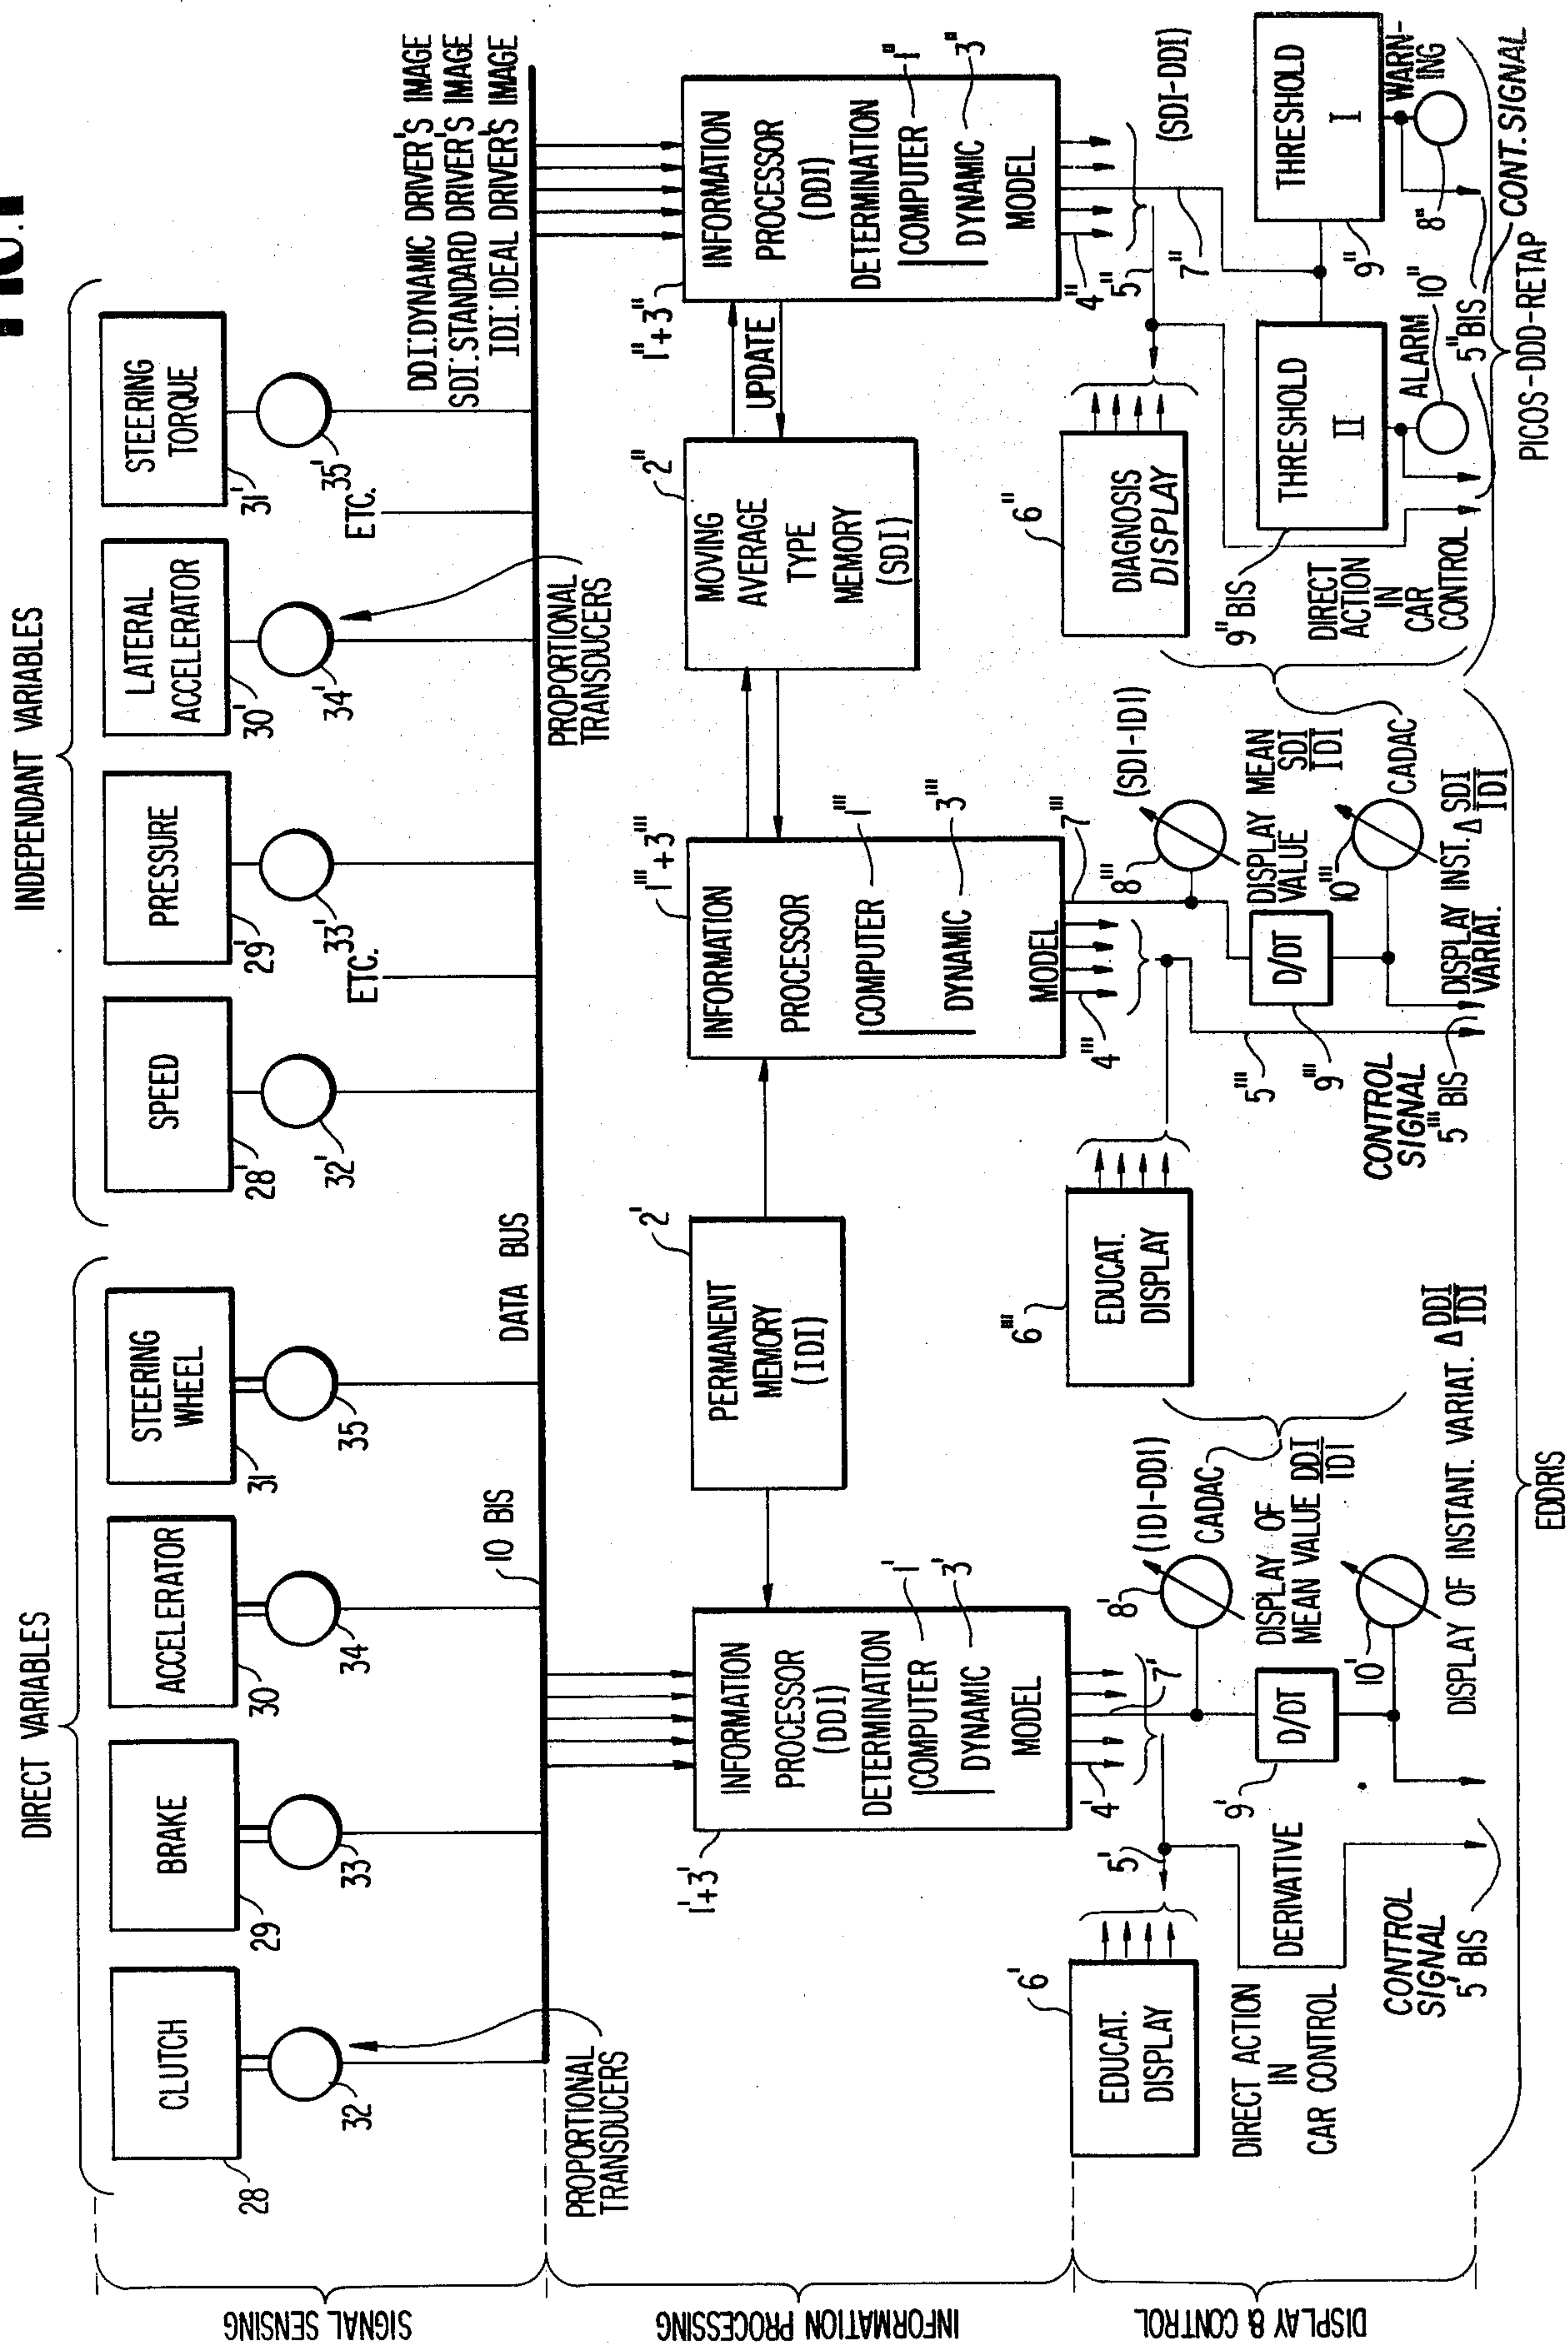 FIG.1
DIRECT VARIABLES
INDEPENDANT VARIABLES
CLUTCH
28
32
BRAKE
29
33
ACCELERATOR
30
34
STEERING
WHEEL
31
35
SPEED
28'
32'
PRESSURE
29'
33'
ETC.
LATERAL
ACCELERATOR
30'
34'
STEERING
TORQUE
31'
35'
ETC.
PROPORTIONAL
TRANSDUCERS
10 BIS
DATA BUS
PROPORTIONAL
TRANSDUCERS
DDI:DYNAMIC DRIVER'S IMAGE
SDI:STANDARD DRIVER'S IMAGE
IDI:IDEAL DRIVER'S IMAGE
SIGNAL SENSING
INFORMATION PROCESSING
DISPLAY & CONTROL
1'+3'
INFORMATION
PROCESSOR
(DDI)
DETERMINATION
COMPUTER
1'
DYNAMIC
3'
MODEL
PERMANENT
MEMORY
(IDI)
2'
1'''+3'''
INFORMATION
PROCESSOR
COMPUTER
1'''
DYNAMIC
3'''
MODEL
MOVING
AVERAGE
TYPE
MEMORY
(SDI)
2''
UPDATE
1''+3''
INFORMATION
PROCESSOR
(DDI)
DETERMINATION
COMPUTER
1''
DYNAMIC
3''
MODEL
6'
EDUCAT.
DISPLAY
5'
4'
7'
(IDI-DDI)
8'
CADAC
DISPLAY OF
MEAN VALUE DDI
IDI
D/DT
9'
10'
DERIVATIVE
DIRECT ACTION
IN
CAR CONTROL
CONTROL
SIGNAL
5' BIS
DISPLAY OF INSTANT. VARIAT. Δ DDI
IDI
6'''
EDUCAT.
DISPLAY
4'''
7'''
(SDI-IDI)
8'''
DISPLAY MEAN
VALUE
SDI
IDI
D/DT
9'''
10'''
CADAC
5'''
CONTROL
SIGNAL
5''' BIS
DISPLAY INST. Δ SDI
VARIAT.
IDI
6''
DIAGNOSIS
DISPLAY
4''
5''
7''
(SDI-DDI)
THRESHOLD
II
9'' BIS
THRESHOLD
I
9''
ALARM
10''
WARN-
ING
8''
DIRECT
ACTION
IN
CAR
CONTROL
5'' BIS
CONT. SIGNAL
EDDRIS
PICOS-DDD-RETAP